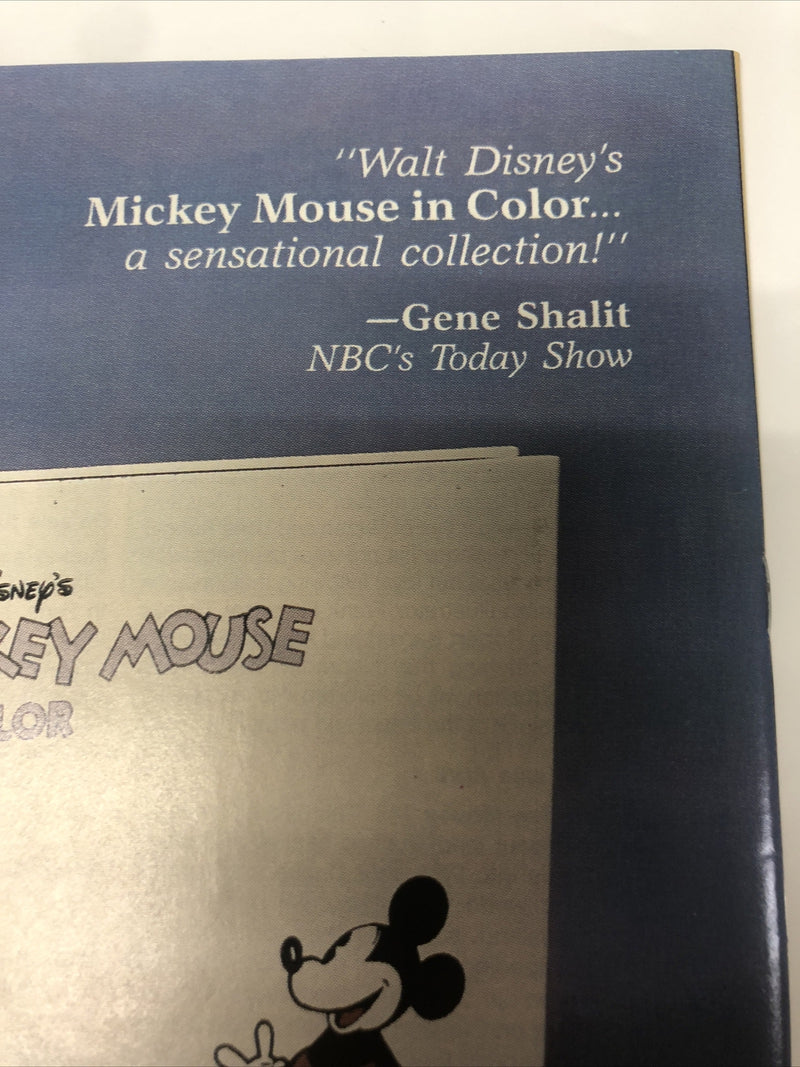 "Walt Disney's
Mickey Mouse in Color...
a sensational collection!"
—Gene Shalit
NBC's Today Show
SNEY'S
KEY MOUSE
LOR